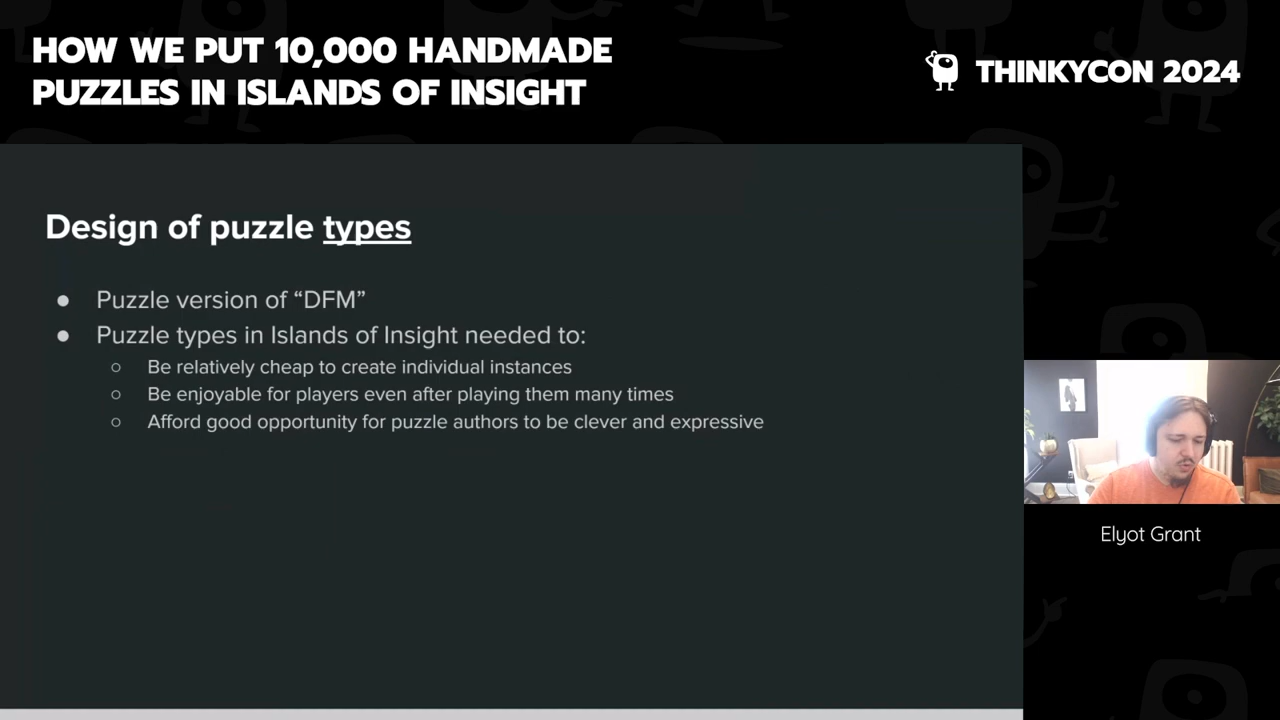 HOW WE PUT 10,000 HANDMADE
PUZZLES IN ISLANDS OF INSIGHT
THINKYCON 2024
Design of puzzle types
● Puzzle version of “DFM”
● Puzzle types in Islands of Insight needed to:
○ Be relatively cheap to create individual instances
○ Be enjoyable for players even after playing them many times
○ Afford good opportunity for puzzle authors to be clever and expressive
Elyot Grant